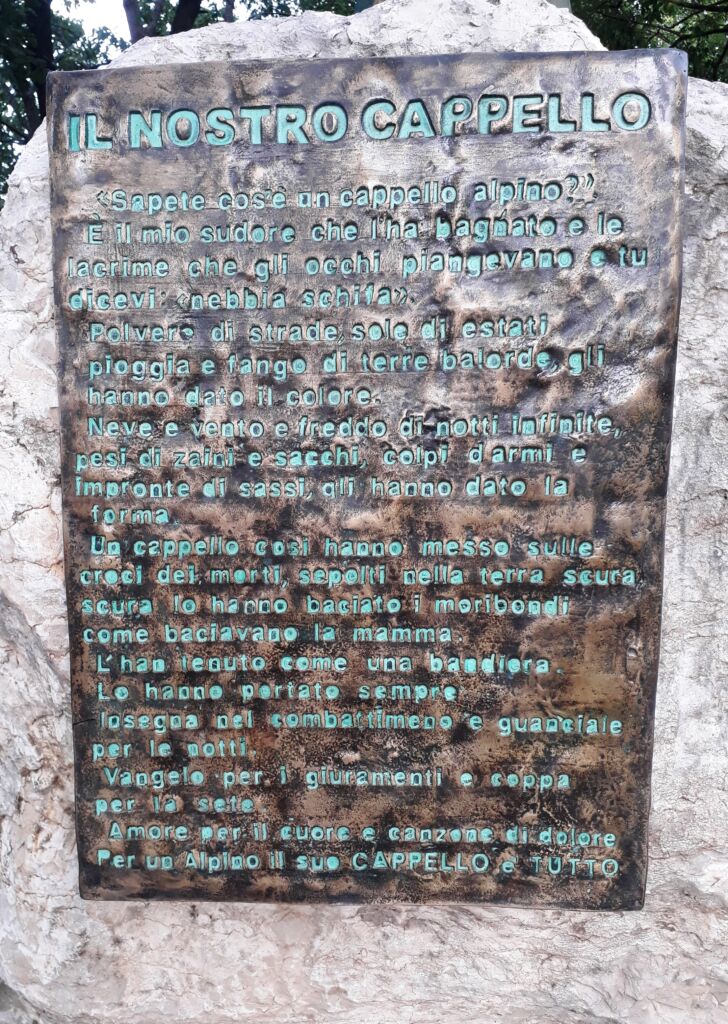 IL NOSTRO CAPPELLO
«Sapete cos'è un cappello alpino?»
È il mio sudore che l'ha bagnato e le
lacrime che gli occhi piangevano e tu
dicevi: «nebbia schifa».
Polvere di strade, sole di estati
pioggia e fango di terre balorde, gli
hanno dato il colore.
Neve e vento e freddo di notti infinite,
pesi di zaini e sacchi, colpi d'armi e
impronte di sassi, gli hanno dato la
forma.
Un cappello così hanno messo sulle
croci dei morti, sepolti nella terra scura
scura lo hanno baciato i moribondi
come baciavano la mamma.
L'han tenuto come una bandiera.
Lo hanno portato sempre
Insegna nel combattimeno e guanciale
per le notti.
Vangelo per i giuramenti e coppa
per la sete.
Amore per il cuore e canzone di dolore
Per un Alpino il suo CAPPELLO è TUTTO